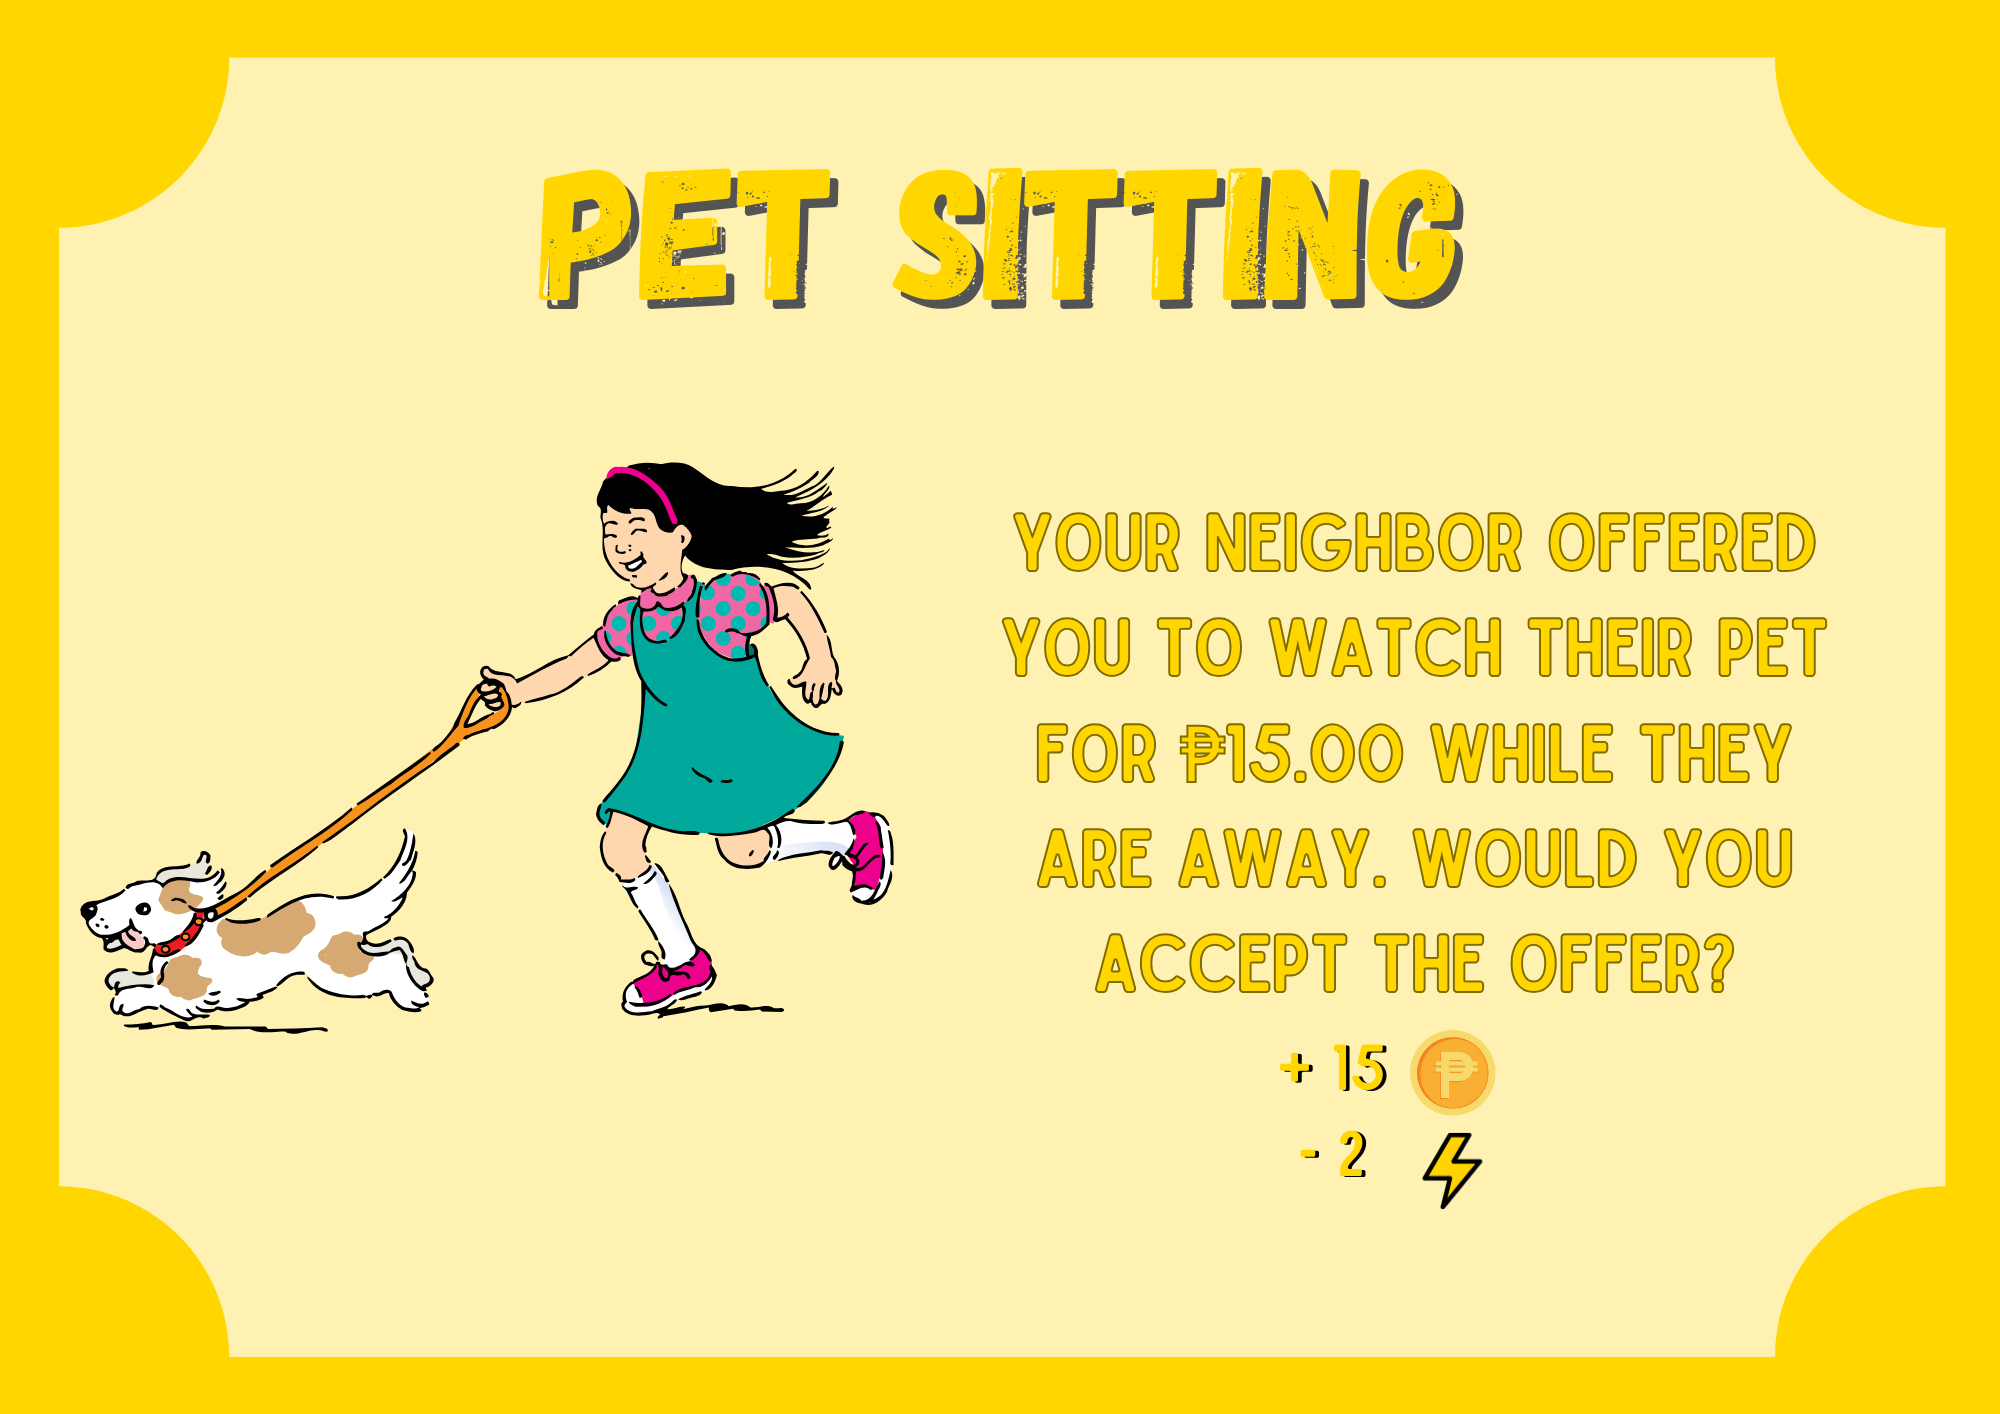 PET SITTING
YOUR NEIGHBOR OFFERED
YOU TO WATCH THEIR PET
FOR ₱15.00 WHILE THEY
ARE AWAY. WOULD YOU
ACCEPT THE OFFER?
+ 15 ₱
- 2